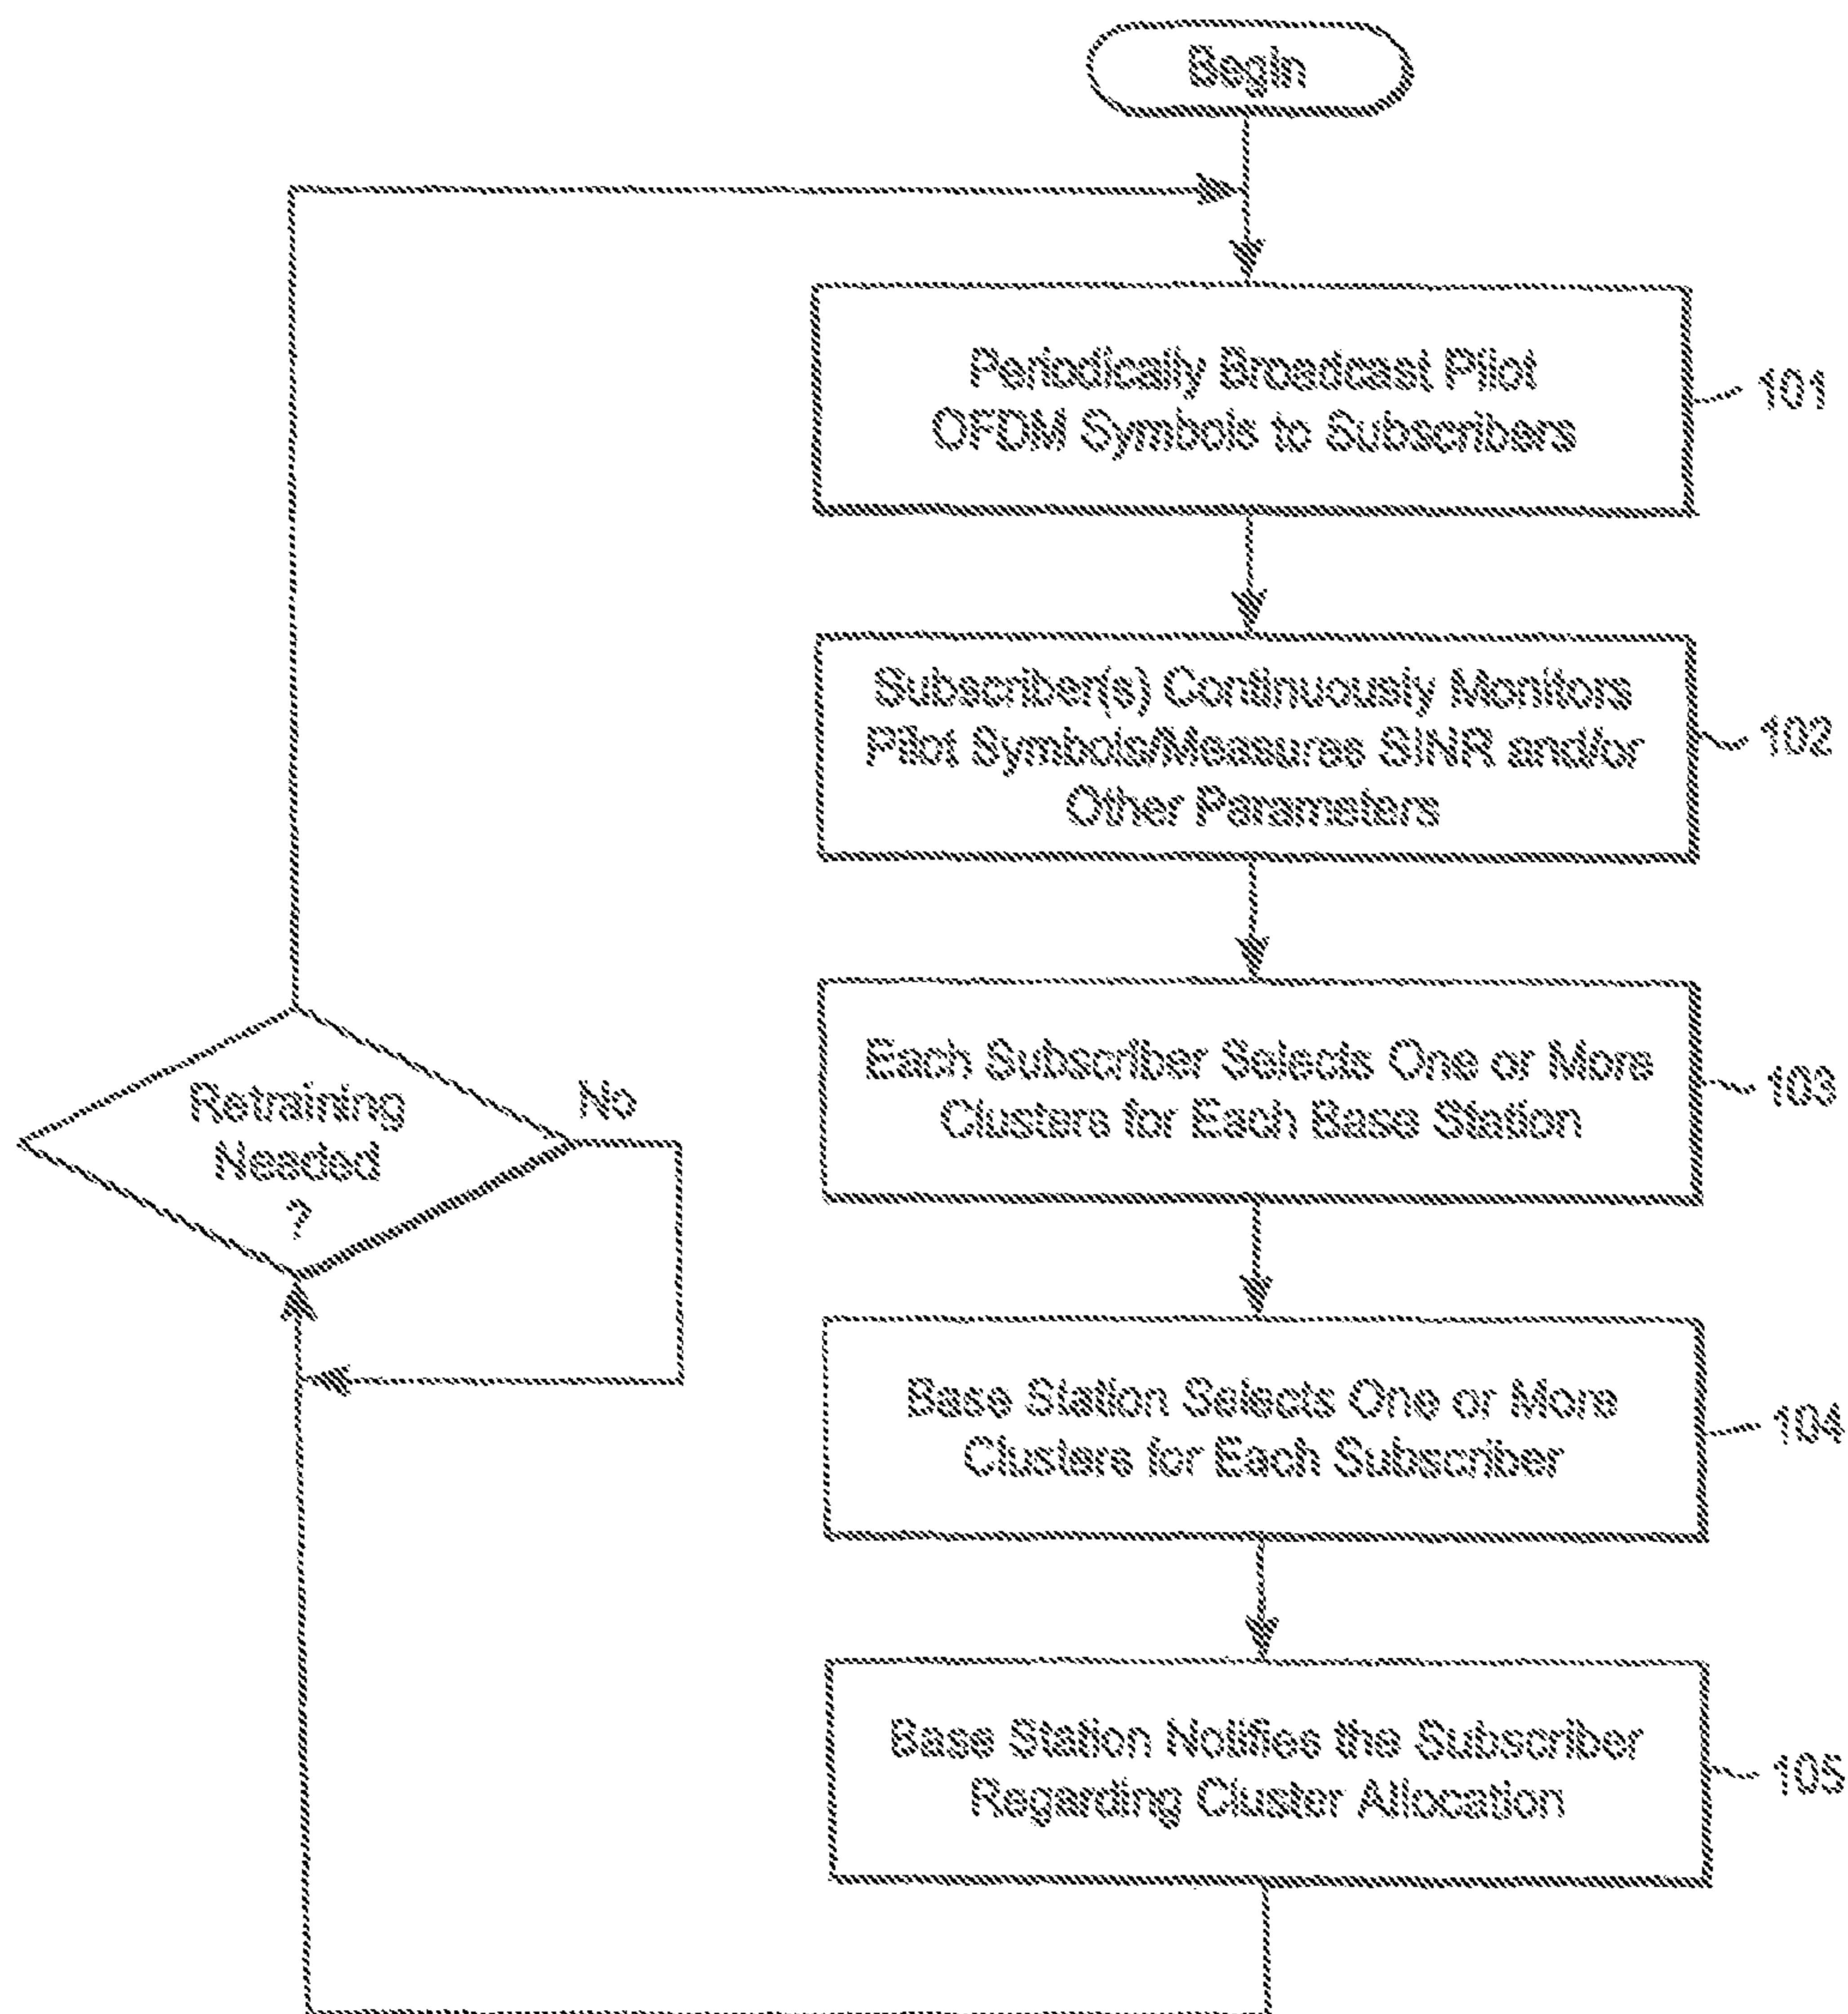 Begin
Periodically Broadcast Pilot
OFDM Symbols to Subscribers
101
Subscriber(s) Continuously Monitors
Pilot Symbols/Measures SINR and/or
Other Parameters
102
Each Subscriber Selects One or More
Clusters for Each Base Station
103
Retraining
Needed
?
No
Base Station Selects One or More
Clusters for Each Subscriber
104
Base Station Notifies the Subscriber
Regarding Cluster Allocation
105